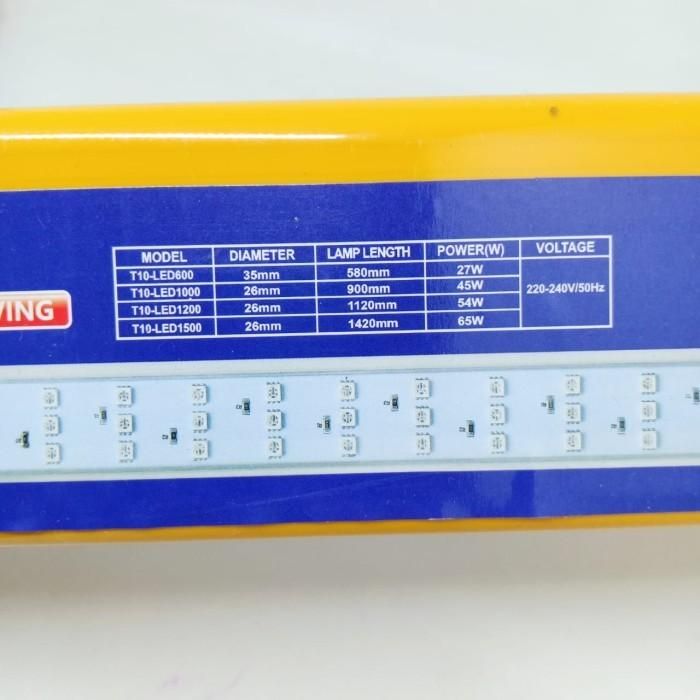 MODEL DIAMETER LAMP LENGTH POWER(W) VOLTAGE
T10-LED600 35mm 580mm 27W
T10-LED1000 26mm 900mm 45W
220-240V/50Hz
T10-LED1200 26mm 1120mm 54W
T10-LED1500 26mm 1420mm 65W
VING